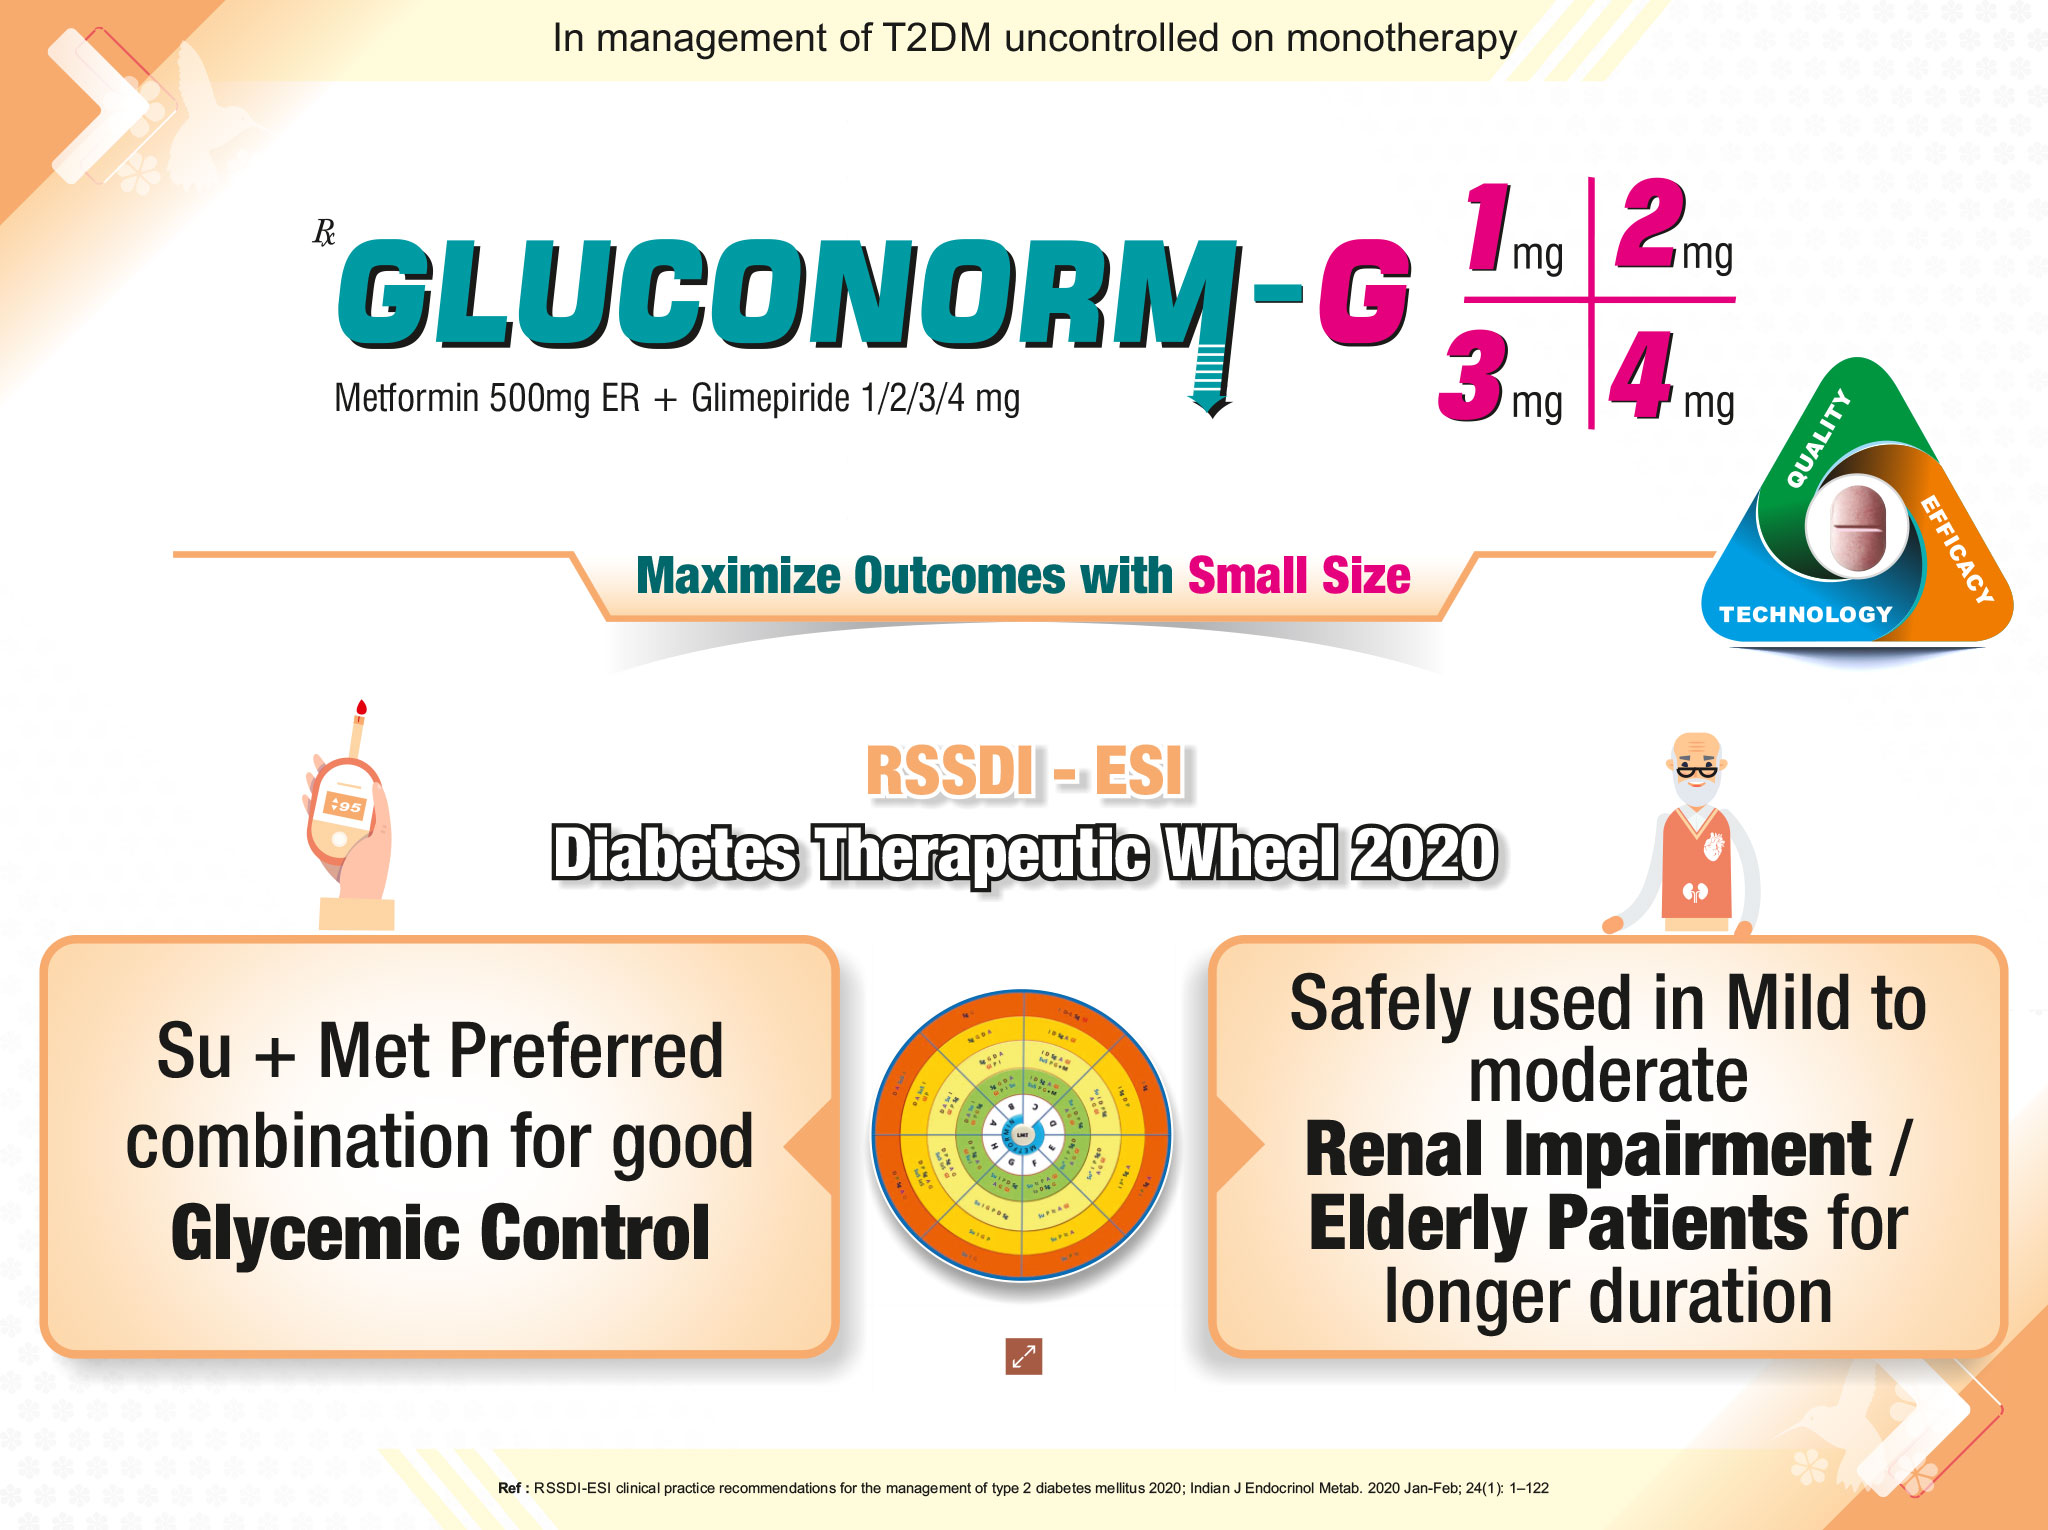 In management of T2DM uncontrolled on monotherapy
Rx
GLUCONORM-G
1 mg 2 mg
3 mg 4 mg
Metformin 500mg ER + Glimepiride 1/2/3/4 mg
QUALITY
EFFICACY
TECHNOLOGY
Maximize Outcomes with Small Size
95
RSSDI - ESI
Diabetes Therapeutic Wheel 2020
Su + Met Preferred
combination for good
Glycemic Control
A B C D E F G H
METFORMIN
LMT
Safely used in Mild to
moderate
Renal Impairment /
Elderly Patients for
longer duration
Ref : RSSDI-ESI clinical practice recommendations for the management of type 2 diabetes mellitus 2020; Indian J Endocrinol Metab. 2020 Jan-Feb; 24(1): 1–122